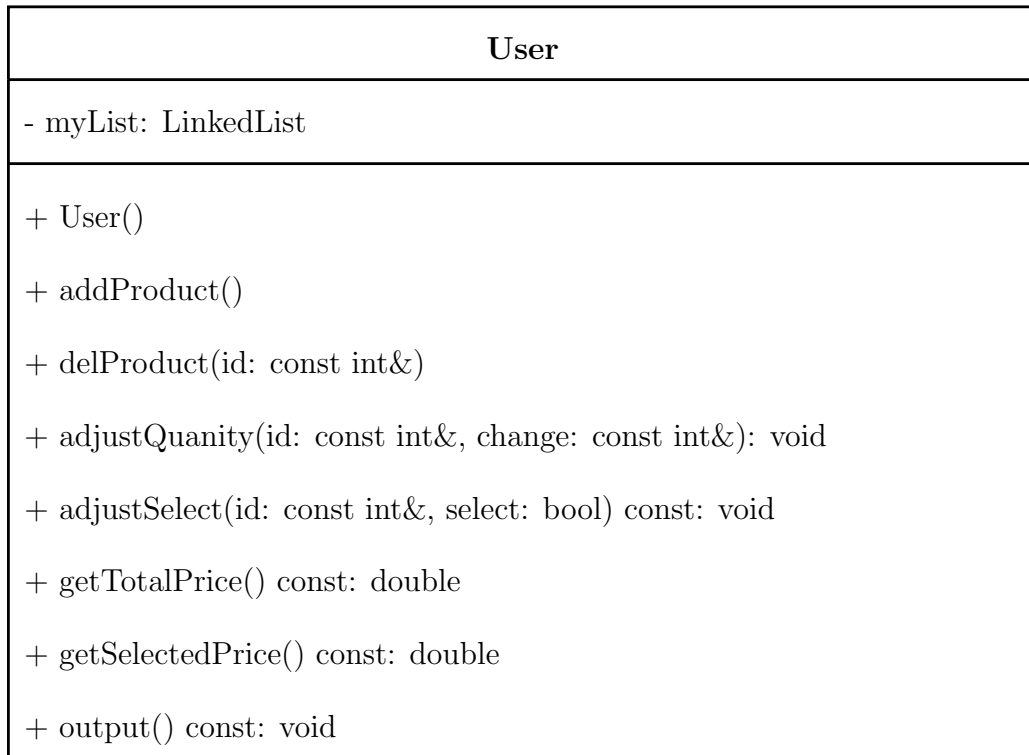 User
- myList: LinkedList
+ User()
+ addProduct()
+ delProduct(id: const int&)
+ adjustQuanity(id: const int&, change: const int&): void
+ adjustSelect(id: const int&, select: bool) const: void
+ getTotalPrice() const: double
+ getSelectedPrice() const: double
+ output() const: void